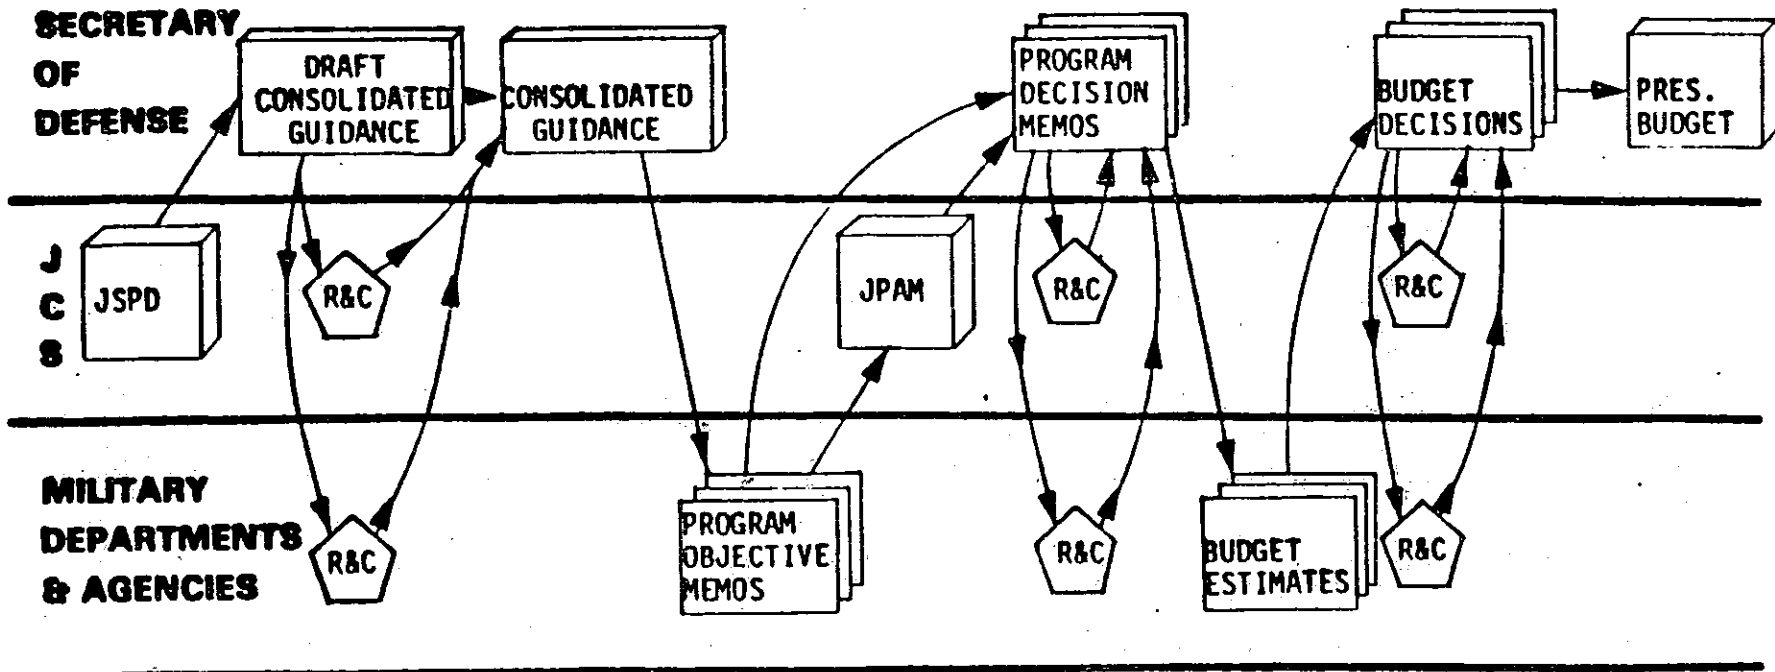 SECRETARY
OF
DEFENSE
DRAFT
CONSOLIDATED
GUIDANCE
CONSOLIDATED
GUIDANCE
PROGRAM
DECISION
MEMOS
BUDGET
DECISIONS
PRES.
BUDGET
J
C
S
JSPD
R&C
JPAM
R&C
R&C
MILITARY
DEPARTMENTS
& AGENCIES
R&C
PROGRAM
OBJECTIVE
MEMOS
R&C
BUDGET
ESTIMATES
R&C